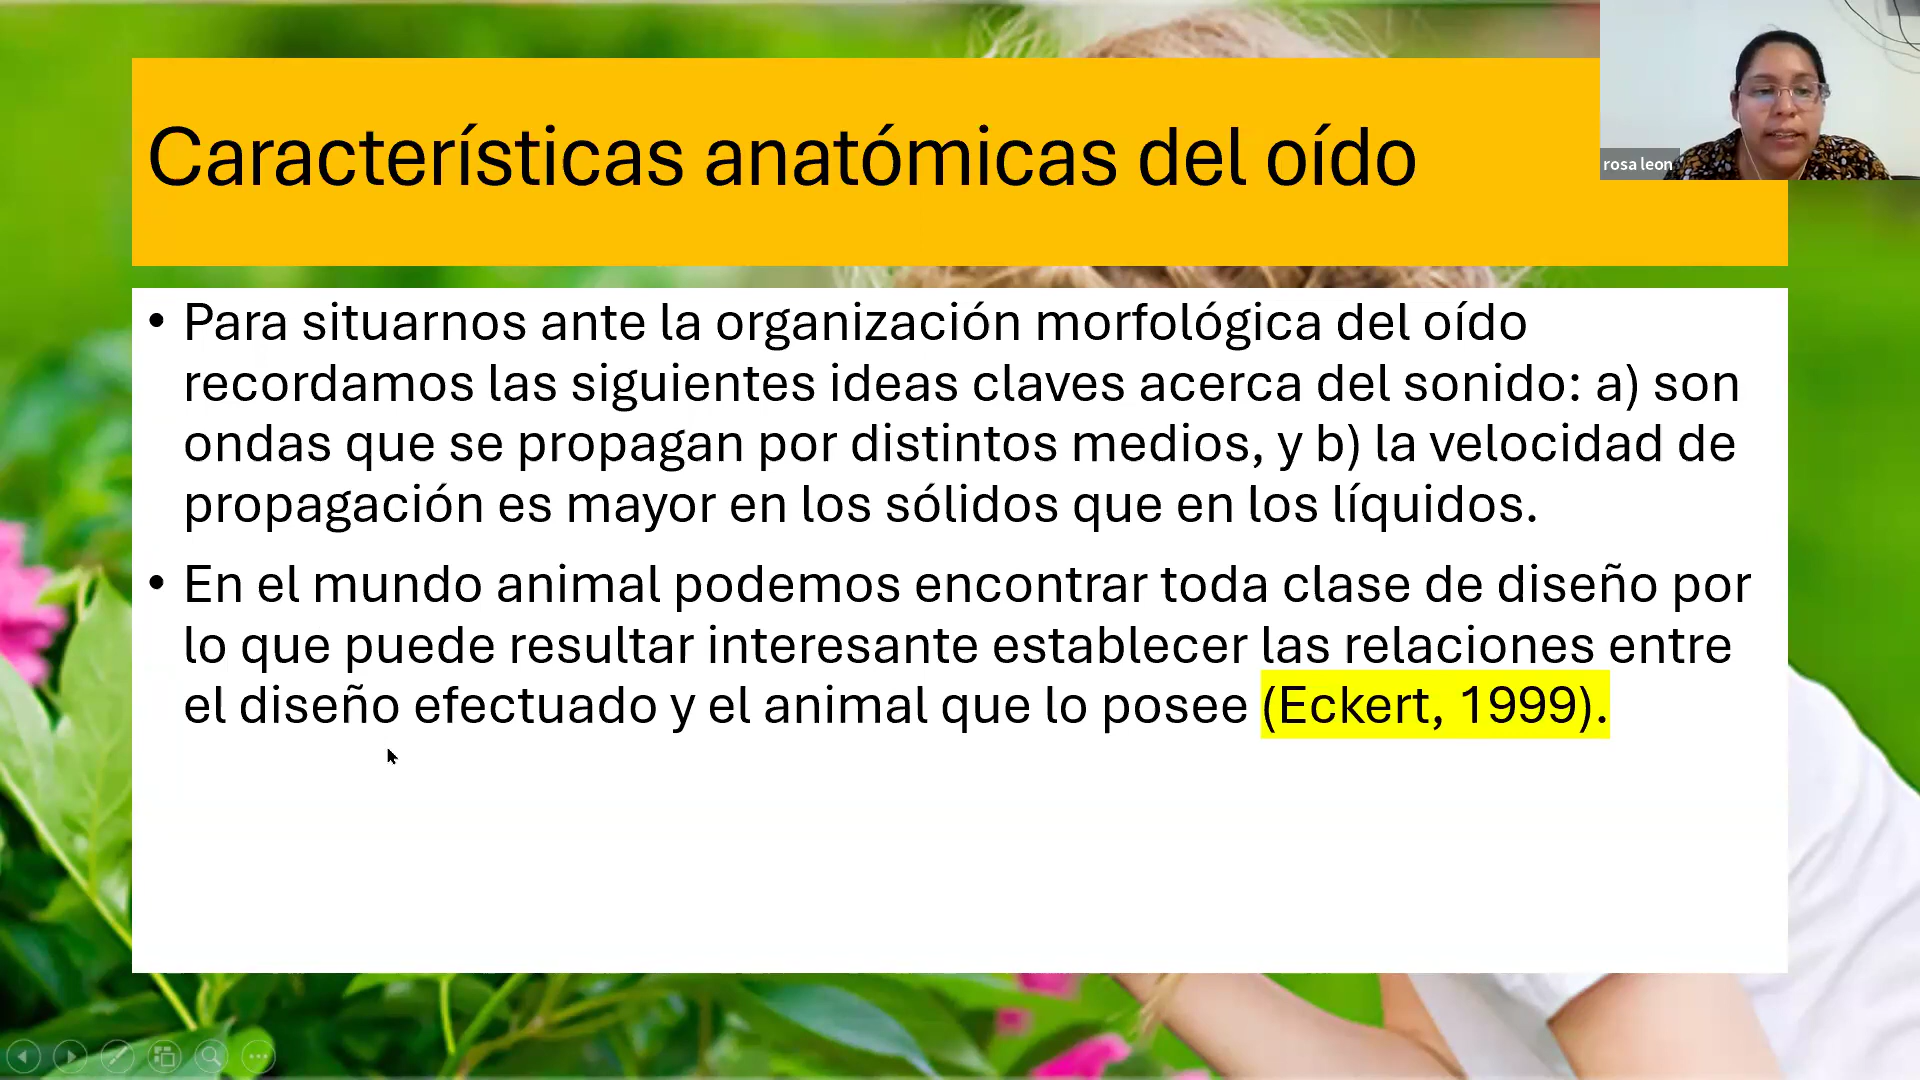 Características anatómicas del oído
rosa leon
• Para situarnos ante la organización morfológica del oído
recordamos las siguientes ideas claves acerca del sonido: a) son
ondas que se propagan por distintos medios, y b) la velocidad de
propagación es mayor en los sólidos que en los líquidos.
• En el mundo animal podemos encontrar toda clase de diseño por
lo que puede resultar interesante establecer las relaciones entre
el diseño efectuado y el animal que lo posee (Eckert, 1999).